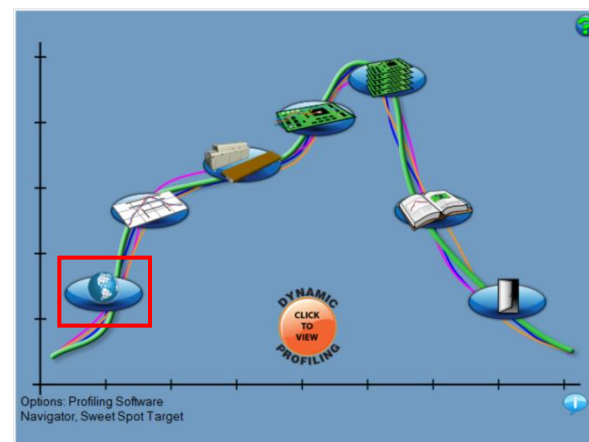 DYNAMIC
CLICK
TO
VIEW
PROFILING
Options: Profiling Software
Navigator, Sweet Spot Target